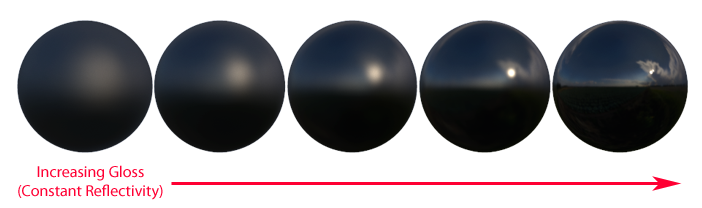 Increasing Gloss
(Constant Reflectivity)